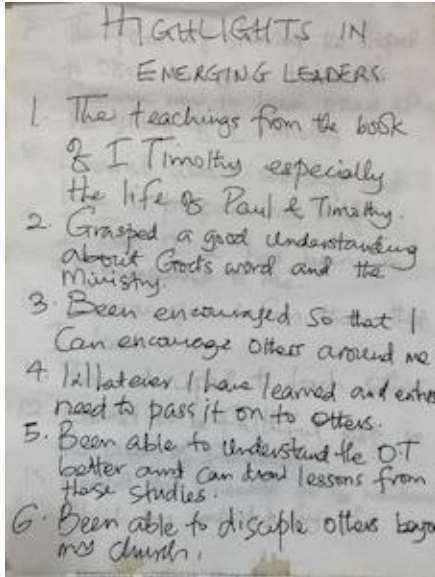 HIGHLIGHTS IN
EMERGING LEADERS.
1. The teachings from the book
of I Timothy especially
the life of Paul & Timothy.
2. Grasped a good understanding
about God's word and the
Ministry.
3. Been encouraged so that I
Can encourage others around me
4. Whatever I have learned and
need to pass it on to others.
5. Been able to understand the OT
better and can draw lessons from
these studies.
6. Been able to disciple others
my church.